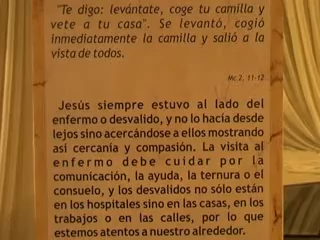 "Te digo: levántate, coge tu camilla y
vete a tu casa". Se levantó, cogió
inmediatamente la camilla y salió a la
vista de todos.
Mc 2, 11-12
Jesús siempre estuvo al lado del
enfermo o desvalido, y no lo hacía desde
lejos sino acercándose a ellos mostrando
así cercanía y compasión. La visita al
enfermo debe cuidar por la
comunicación, la ayuda, la ternura o el
consuelo, y los desvalidos no sólo están
en los hospitales sino en las casas, en los
trabajos o en las calles, por lo que
estemos atentos a nuestro alrededor.